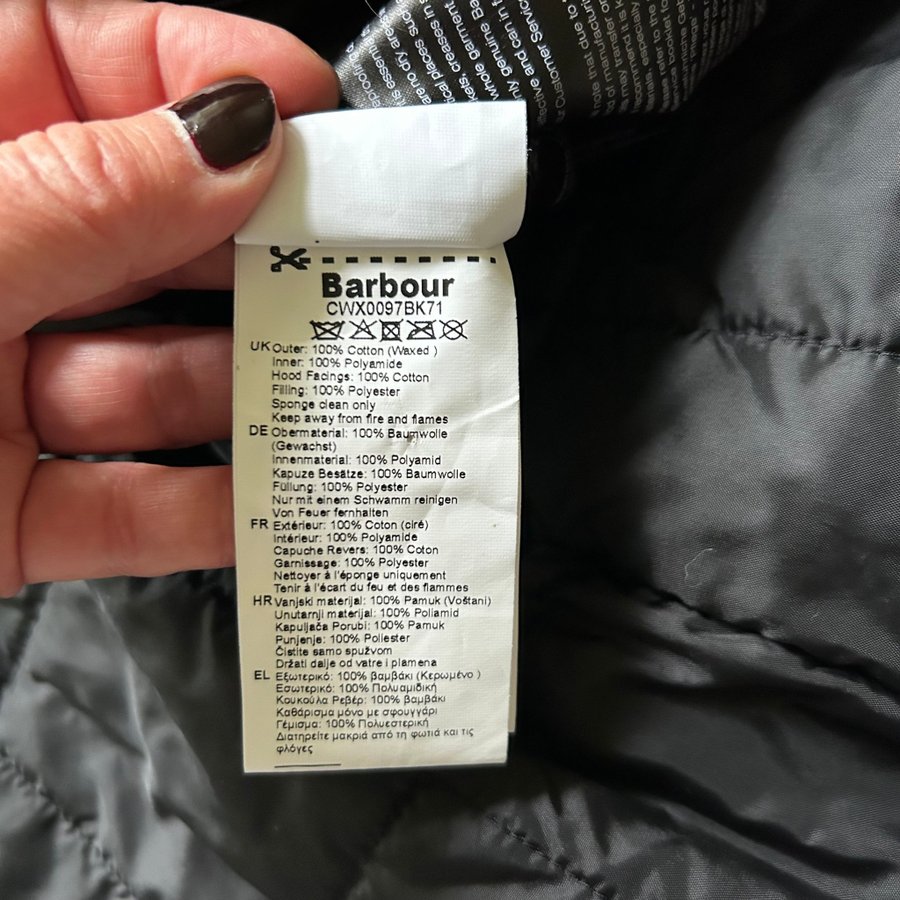 Barbour
CWX0097BK71
UK Outer: 100% Cotton (Waxed )
Inner: 100% Polyamide
Hood Facings: 100% Cotton
Filling: 100% Polyester
Sponge clean only
Keep away from fire and flames
DE Obermaterial: 100% Baumwolle
(Gewachst)
Innenmaterial: 100% Polyamid
Kapuze Besätze: 100% Baumwolle
Füllung: 100% Polyester
Nur mit einem Schwamm reinigen
Von Feuer fernhalten
FR Extérieur: 100% Coton (ciré)
Intérieur: 100% Polyamide
Capuche Revers: 100% Coton
Garnissage: 100% Polyester
Nettoyer à l'éponge uniquement
Tenir à l'écart du feu et des flammes
HR Vanjski materijal: 100% Pamuk (Voštani)
Unutarnji materijal: 100% Poliamid
Kapuljača Porubi: 100% Pamuk
Punjenje: 100% Poliester
Čistite samo spužvom
Držati dalje od vatre i plamena
EL Εξωτερικό: 100% βαμβάκι (Κερωμένο )
Εσωτερικό: 100% Πολυαμιδική
Κουκούλα Ρεβέρ: 100% βαμβάκι
Καθάρισμα μόνο με σφουγγάρι
Γέμισμα: 100% Πολυεστερική
Διατηρείτε μακριά από τη φωτιά και τις
φλόγες